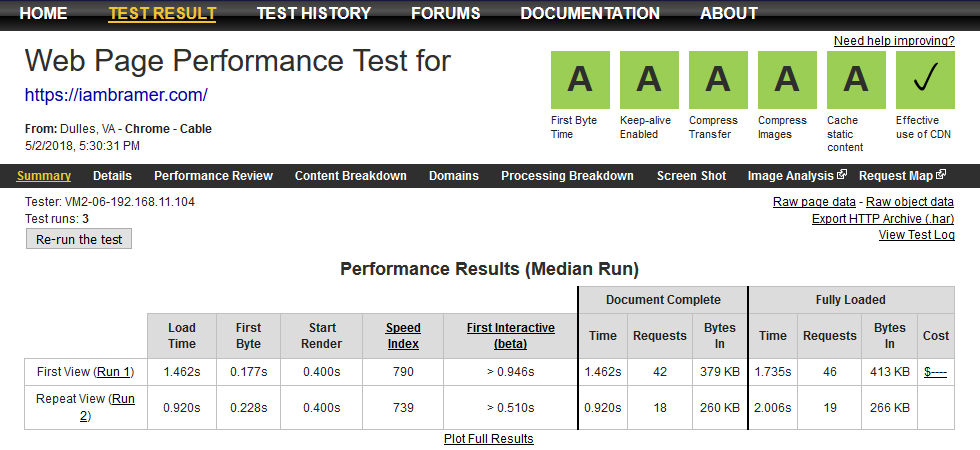 HOME TEST RESULT TEST HISTORY FORUMS DOCUMENTATION ABOUT
Need help improving?
Web Page Performance Test for
https://iambramer.com/
From: Dulles, VA - Chrome - Cable
5/2/2018, 5:30:31 PM
A A A A A ✓
First Byte Time
Keep-alive Enabled
Compress Transfer
Compress Images
Cache static content
Effective use of CDN
Summary Details Performance Review Content Breakdown Domains Processing Breakdown Screen Shot Image Analysis Request Map
Tester: VM2-06-192.168.11.104
Test runs: 3
Re-run the test
Raw page data - Raw object data
Export HTTP Archive (.har)
View Test Log
Performance Results (Median Run)
Document Complete Fully Loaded
Load Time First Byte Start Render Speed Index First Interactive (beta) Time Requests Bytes In Time Requests Bytes In Cost
First View (Run 1) 1.462s 0.177s 0.400s 790 > 0.946s 1.462s 42 379 KB 1.735s 46 413 KB $----
Repeat View (Run 2) 0.920s 0.228s 0.400s 739 > 0.510s 0.920s 18 260 KB 2.006s 19 266 KB
Plot Full Results